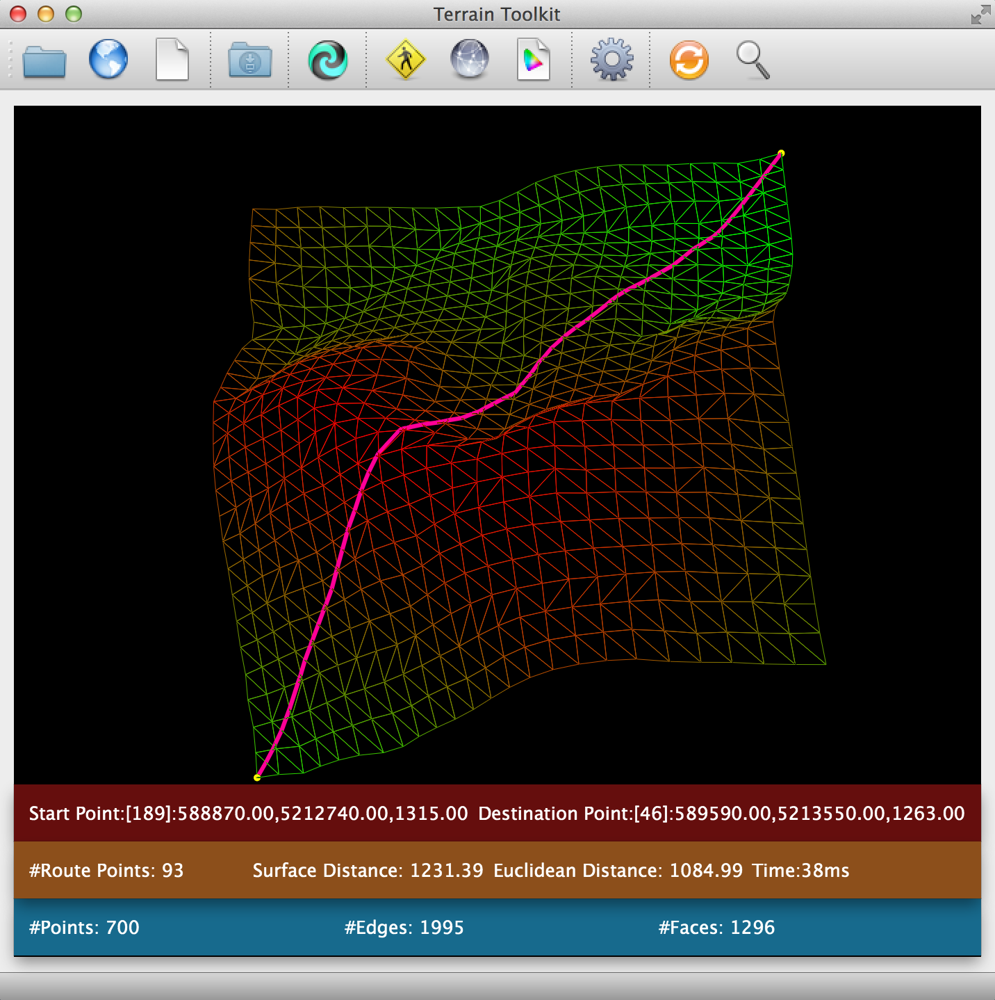 Terrain Toolkit
Start Point:[189]:588870.00,5212740.00,1315.00 Destination Point:[46]:589590.00,5213550.00,1263.00
#Route Points: 93 Surface Distance: 1231.39 Euclidean Distance: 1084.99 Time:38ms
#Points: 700 #Edges: 1995 #Faces: 1296